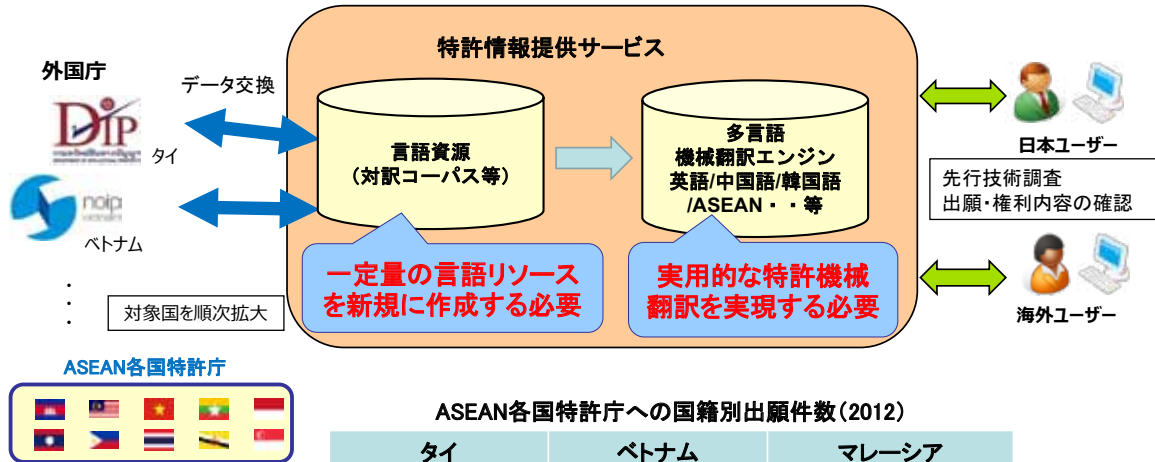 特許情報提供サービス
外国庁
データ交換
DIP
タイ
noip
vietnam
ベトナム
・
・
・
対象国を順次拡大
言語資源
（対訳コーパス等）
多言語
機械翻訳エンジン
英語/中国語/韓国語
/ASEAN・・等
一定量の言語リソース
を新規に作成する必要
実用的な特許機械
翻訳を実現する必要
日本ユーザー
先行技術調査
出願・権利内容の確認
海外ユーザー
ASEAN各国特許庁
ASEAN各国特許庁への国籍別出願件数（2012）
タイ ベトナム マレーシア